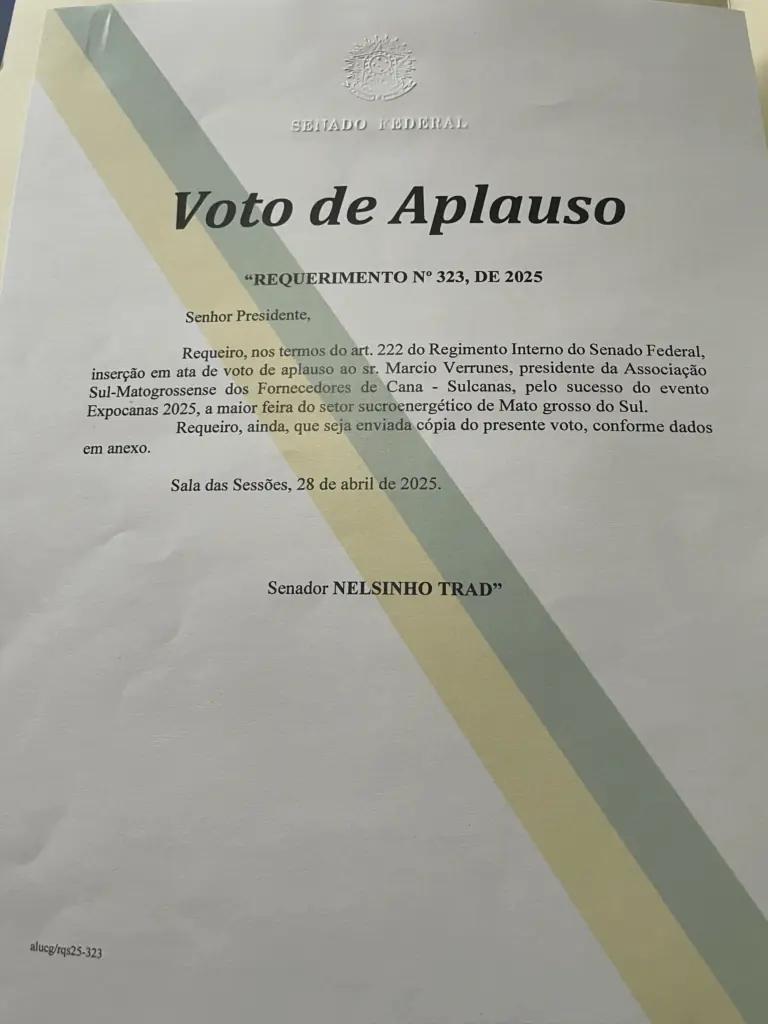 SENADO FEDERAL
Voto de Aplauso
“REQUERIMENTO Nº 323, DE 2025
Senhor Presidente,
Requeiro, nos termos do art. 222 do Regimento Interno do Senado Federal,
inserção em ata de voto de aplauso ao sr. Marcio Verrunes, presidente da Associação
Sul-Matogrossense dos Fornecedores de Cana - Sulcanas, pelo sucesso do evento
Expocanas 2025, a maior feira do setor sucroenergético de Mato grosso do Sul.
Requeiro, ainda, que seja enviada cópia do presente voto, conforme dados
em anexo.
Sala das Sessões, 28 de abril de 2025.
Senador NELSINHO TRAD”
alucg/rqs25-323